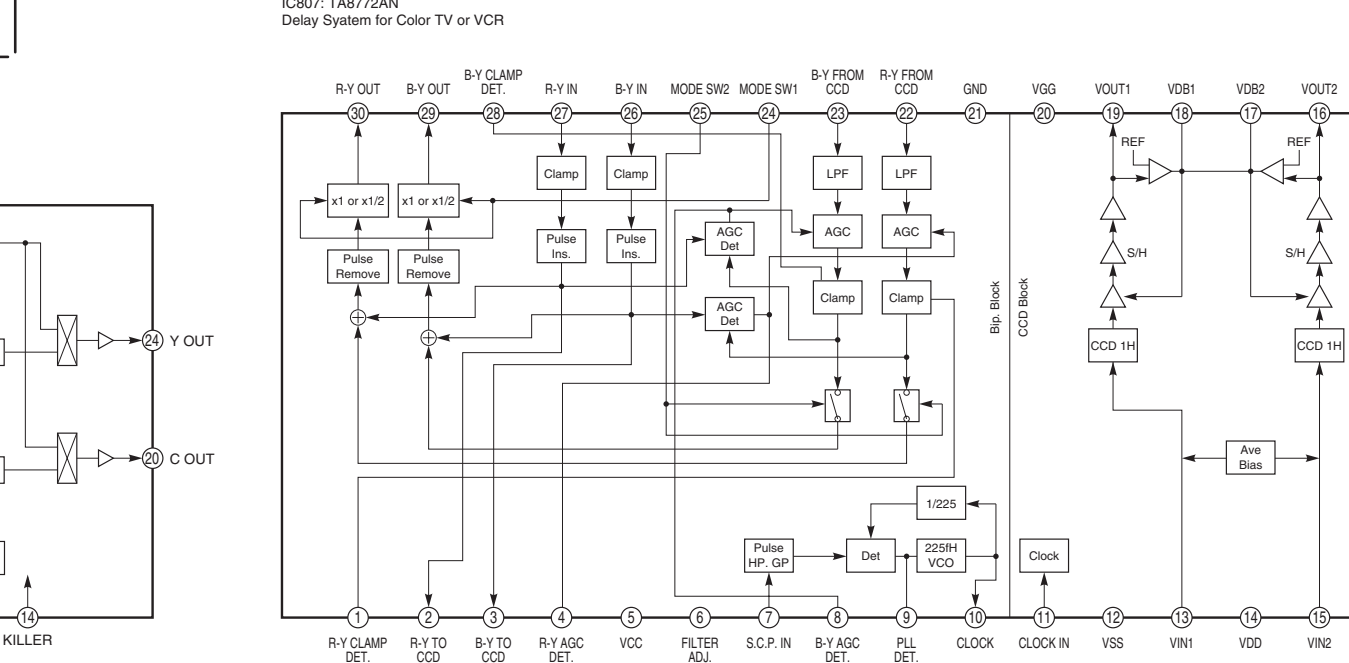 IC807: TA8772AN
Delay Syatem for Color TV or VCR
R-Y OUT
B-Y OUT
B-Y CLAMP
DET.
R-Y IN
B-Y IN
MODE SW2
MODE SW1
B-Y FROM
CCD
R-Y FROM
CCD
GND
VGG
VOUT1
VDB1
VDB2
VOUT2
30
29
28
27
26
25
24
23
22
21
20
19
18
17
16
REF
REF
Clamp
Clamp
LPF
LPF
x1 or x1/2
x1 or x1/2
Pulse
Ins.
Pulse
Ins.
AGC
Det
AGC
AGC
Pulse
Remove
Pulse
Remove
S/H
S/H
Clamp
Clamp
Bip. Block
CCD Block
AGC
Det
CCD 1H
CCD 1H
24
Y OUT
20
C OUT
Ave
Bias
1/225
Pulse
HP. GP
Det
225fH
VCO
Clock
14
KILLER
1
2
3
4
5
6
7
8
9
10
11
12
13
14
15
R-Y CLAMP
DET.
R-Y TO
CCD
B-Y TO
CCD
R-Y AGC
DET.
VCC
FILTER
ADJ.
S.C.P. IN
B-Y AGC
DET.
PLL
DET.
CLOCK
CLOCK IN
VSS
VIN1
VDD
VIN2